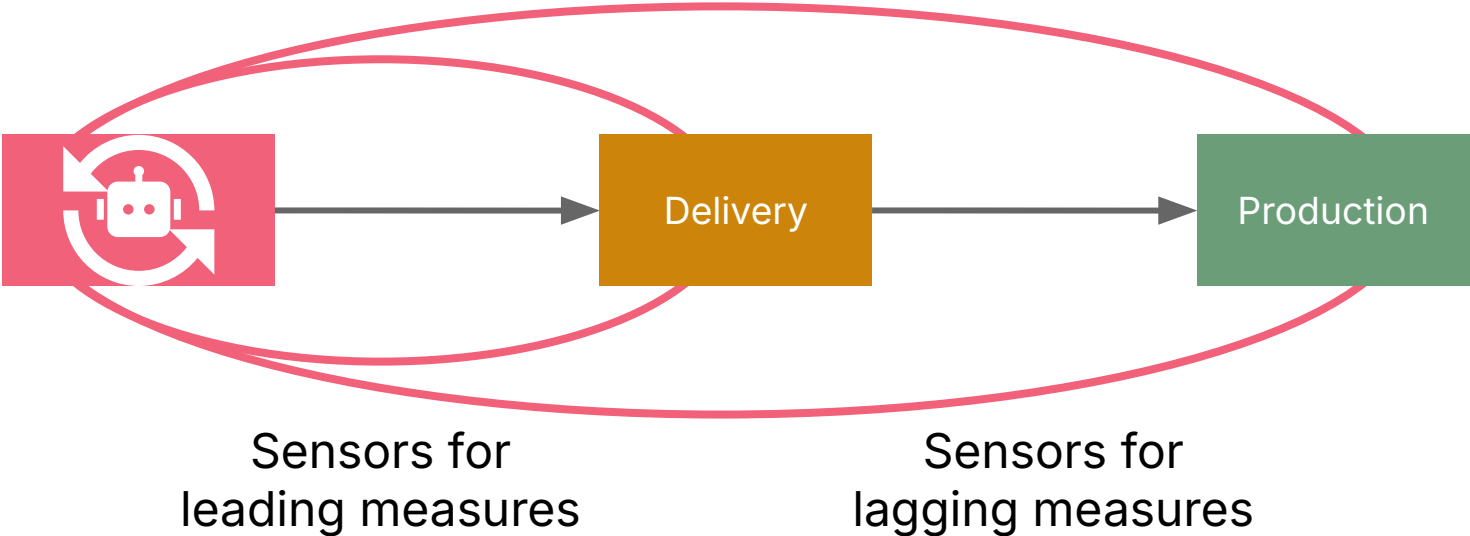 Delivery
Production
Sensors for
leading measures
Sensors for
lagging measures